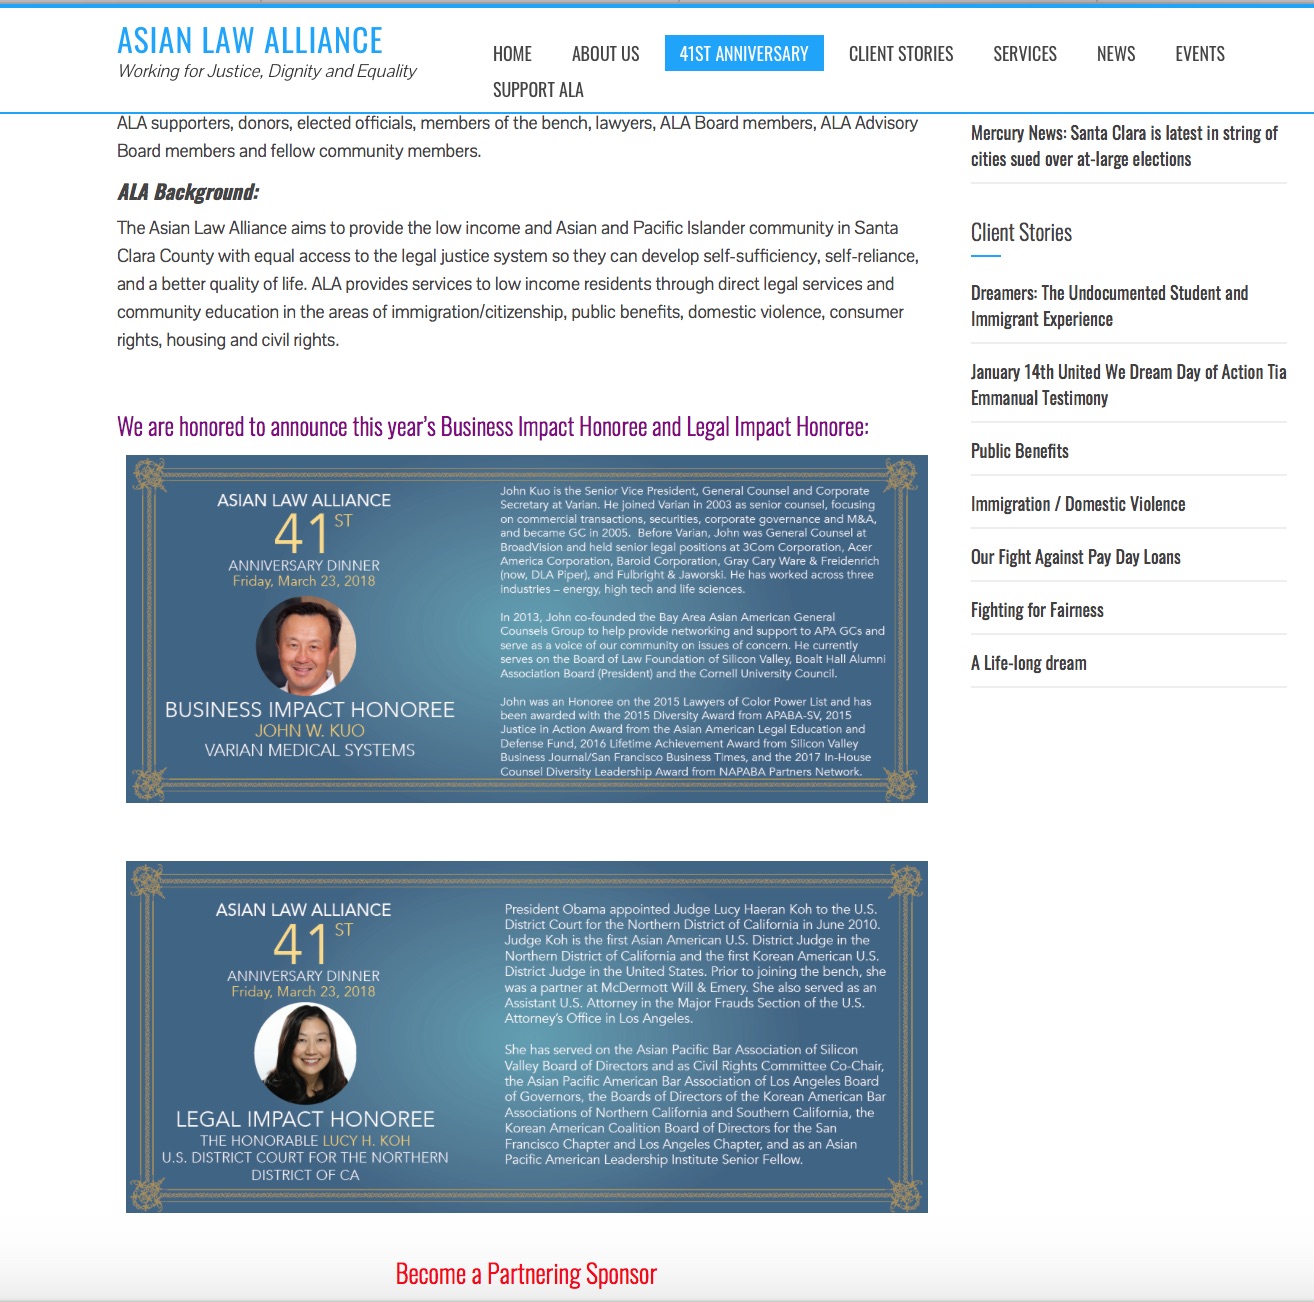 ASIAN LAW ALLIANCE
Working for Justice, Dignity and Equality
HOME ABOUT US 41ST ANNIVERSARY CLIENT STORIES SERVICES NEWS EVENTS
SUPPORT ALA
ALA supporters, donors, elected officials, members of the bench, lawyers, ALA Board members, ALA Advisory
Board members and fellow community members.
ALA Background:
The Asian Law Alliance aims to provide the low income and Asian and Pacific Islander community in Santa
Clara County with equal access to the legal justice system so they can develop self-sufficiency, self-reliance,
and a better quality of life. ALA provides services to low income residents through direct legal services and
community education in the areas of immigration/citizenship, public benefits, domestic violence, consumer
rights, housing and civil rights.
We are honored to announce this year's Business Impact Honoree and Legal Impact Honoree:
ASIAN LAW ALLIANCE
41ST
ANNIVERSARY DINNER
Friday, March 23, 2018
BUSINESS IMPACT HONOREE
JOHN W. KUO
VARIAN MEDICAL SYSTEMS
John Kuo is the Senior Vice President, General Counsel and Corporate
Secretary at Varian. He joined Varian in 2003 as senior counsel, focusing
on commercial transactions, securities, corporate governance and M&A,
and became GC in 2005. Before Varian, John was General Counsel at
BroadVision and held senior legal positions at 3Com Corporation, Acer
America Corporation, Baroid Corporation, Gray Cary Ware & Freidenrich
(now, DLA Piper), and Fulbright & Jaworski. He has worked across three
industries – energy, high tech and life sciences.
In 2013, John co-founded the Bay Area Asian American General
Counsels Group to help provide networking and support to APA GCs and
serve as a voice of our community on issues of concern. He currently
serves on the Board of Law Foundation of Silicon Valley, Boalt Hall Alumni
Association Board (President) and the Cornell University Council.
John was an Honoree on the 2015 Lawyers of Color Power List and has
been awarded with the 2015 Diversity Award from APABA-SV, 2015
Justice in Action Award from the Asian American Legal Education and
Defense Fund, 2016 Lifetime Achievement Award from Silicon Valley
Business Journal/San Francisco Business Times, and the 2017 In-House
Counsel Diversity Leadership Award from NAPABA Partners Network.
ASIAN LAW ALLIANCE
41ST
ANNIVERSARY DINNER
Friday, March 23, 2018
LEGAL IMPACT HONOREE
THE HONORABLE LUCY H. KOH
U.S. DISTRICT COURT FOR THE NORTHERN
DISTRICT OF CA
President Obama appointed Judge Lucy Haeran Koh to the U.S.
District Court for the Northern District of California in June 2010.
Judge Koh is the first Asian American U.S. District Judge in the
Northern District of California and the first Korean American U.S.
District Judge in the United States. Prior to joining the bench, she
was a partner at McDermott Will & Emery. She also served as an
Assistant U.S. Attorney in the Major Frauds Section of the U.S.
Attorney's Office in Los Angeles.
She has served on the Asian Pacific Bar Association of Silicon
Valley Board of Directors and as Civil Rights Committee Co-Chair,
the Asian Pacific American Bar Association of Los Angeles Board
of Governors, the Boards of Directors of the Korean American Bar
Associations of Northern California and Southern California, the
Korean American Coalition Board of Directors for the San
Francisco Chapter and Los Angeles Chapter, and as an Asian
Pacific American Leadership Institute Senior Fellow.
Become a Partnering Sponsor
Mercury News: Santa Clara is latest in string of
cities sued over at-large elections
Client Stories
Dreamers: The Undocumented Student and
Immigrant Experience
January 14th United We Dream Day of Action Tia
Emmanual Testimony
Public Benefits
Immigration / Domestic Violence
Our Fight Against Pay Day Loans
Fighting for Fairness
A Life-long dream